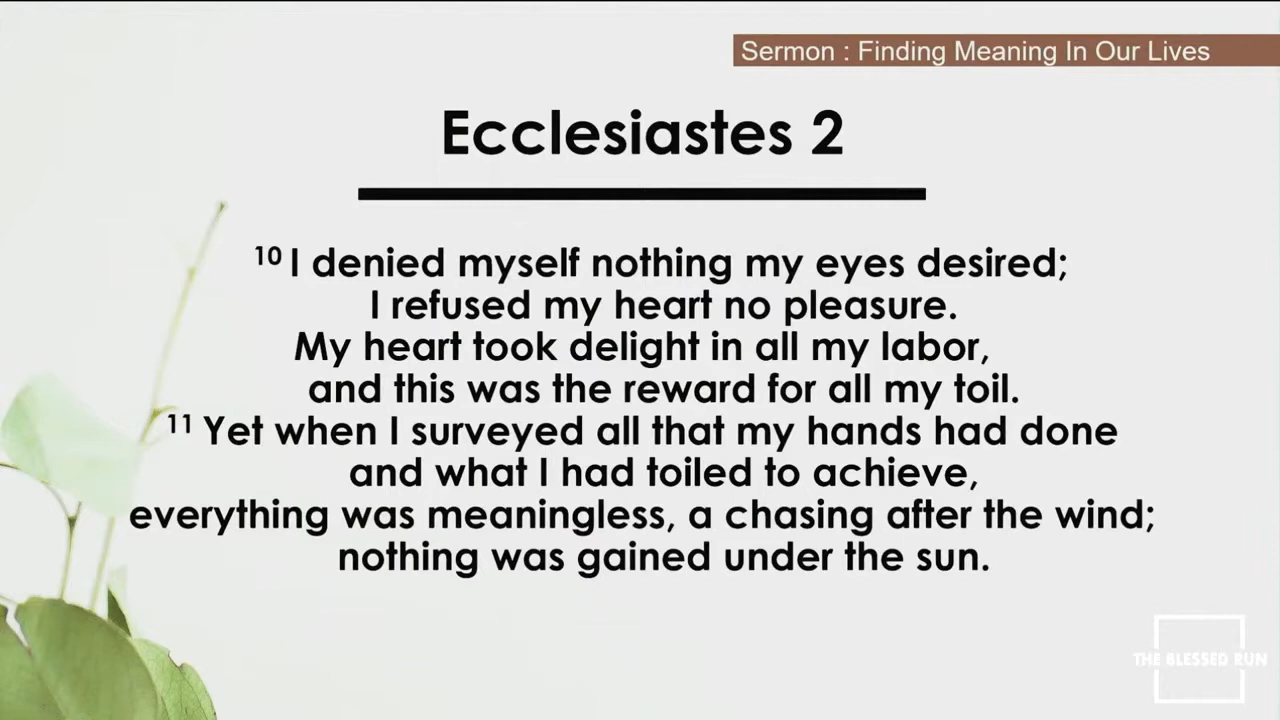 Sermon : Finding Meaning In Our Lives
Ecclesiastes 2
10 I denied myself nothing my eyes desired;
I refused my heart no pleasure.
My heart took delight in all my labor,
and this was the reward for all my toil.
11 Yet when I surveyed all that my hands had done
and what I had toiled to achieve,
everything was meaningless, a chasing after the wind;
nothing was gained under the sun.
THE BLESSED RUN